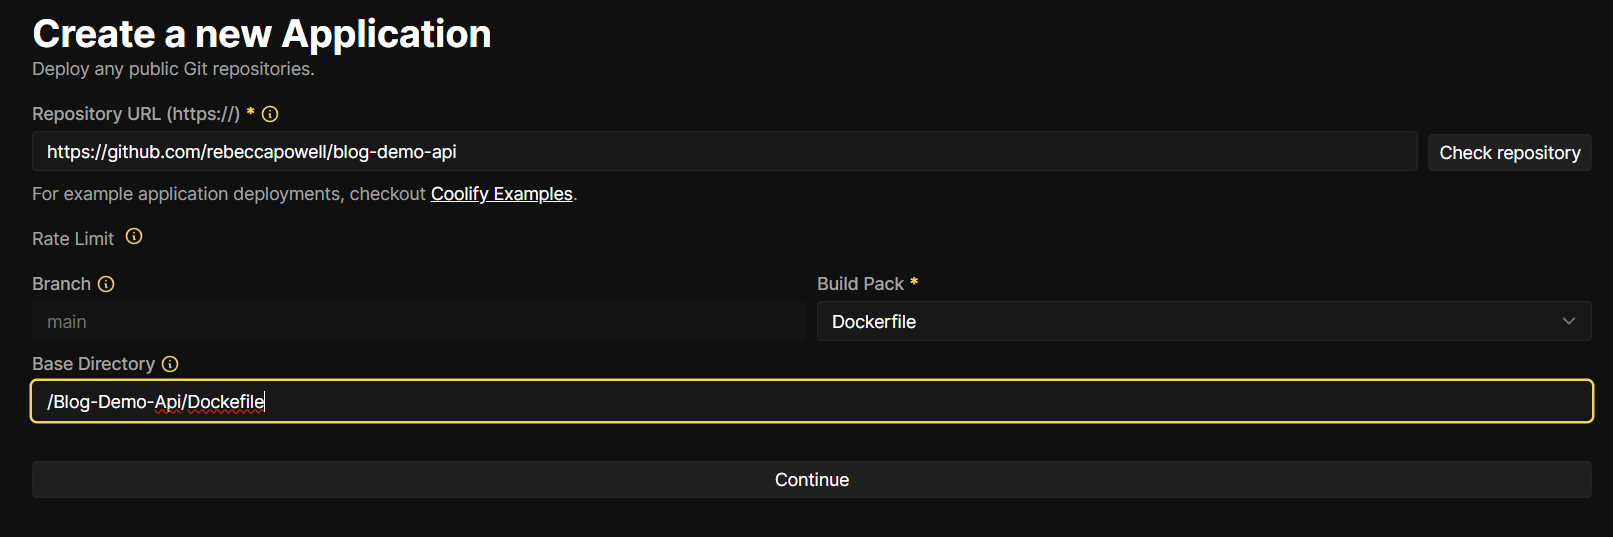 Create a new Application
Deploy any public Git repositories.
Repository URL (https://) *
https://github.com/rebeccapowell/blog-demo-api
Check repository
For example application deployments, checkout Coolify Examples.
Rate Limit
Branch
Build Pack *
main
Dockerfile
Base Directory
/Blog-Demo-Api/Dockefile
Continue